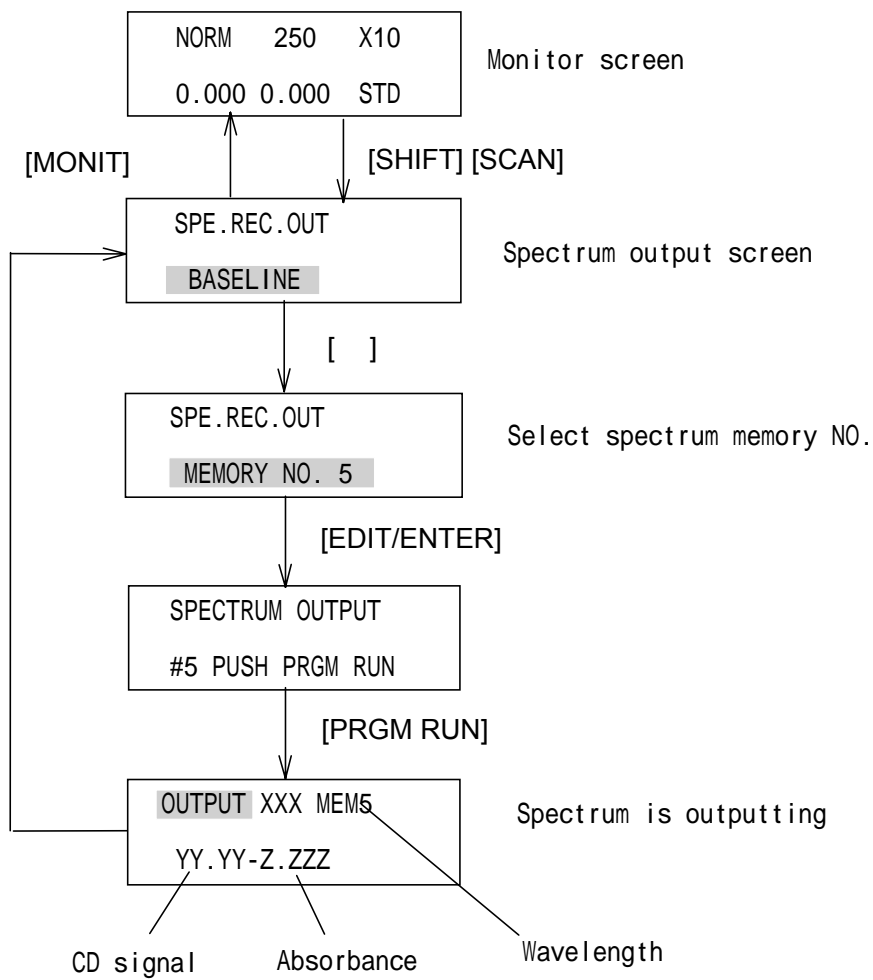 NORM 250 X10
0.000 0.000 STD
Monitor screen
[MONIT]
[SHIFT] [SCAN]
SPE.REC.OUT
BASELINE
Spectrum output screen
[ ]
SPE.REC.OUT
MEMORY NO. 5
Select spectrum memory NO.
[EDIT/ENTER]
SPECTRUM OUTPUT
#5 PUSH PRGM RUN
[PRGM RUN]
OUTPUT XXX MEM5
YY.YY-Z.ZZZ
Spectrum is outputting
CD signal
Absorbance
Wavelength